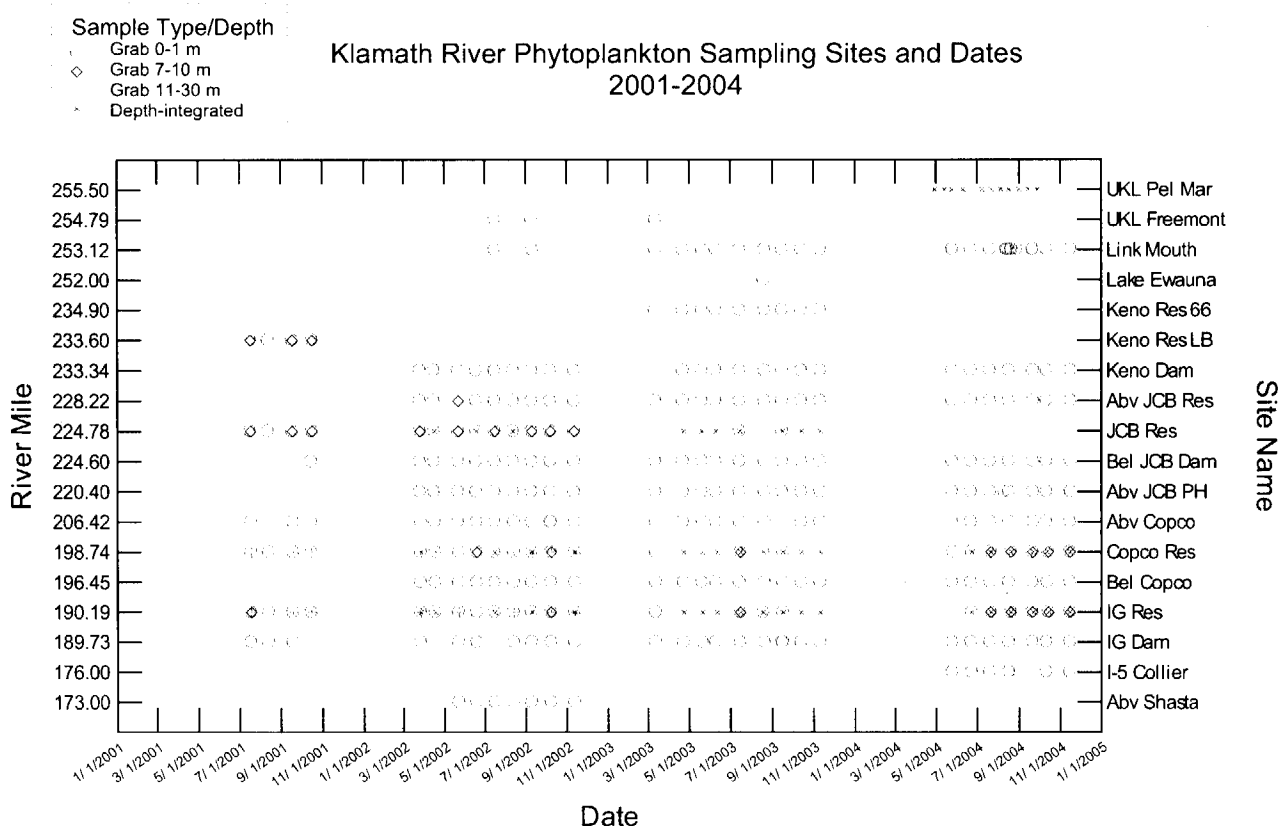 Sample Type/Depth
Grab 0-1 m
Grab 7-10 m
Grab 11-30 m
Depth-integrated
Klamath River Phytoplankton Sampling Sites and Dates
2001-2004
River Mile
255.50
254.79
253.12
252.00
234.90
233.60
233.34
228.22
224.78
224.60
220.40
206.42
198.74
196.45
190.19
189.73
176.00
173.00
UKL Pel Mar
UKL Freemont
Link Mouth
Lake Ewauna
Keno Res 66
Keno Res LB
Keno Dam
Abv JCB Res
JCB Res
Bel JCB Dam
Abv JCB PH
Abv Copco
Copco Res
Bel Copco
IG Res
IG Dam
I-5 Collier
Abv Shasta
Site Name
1/ 1/2001
3/ 1/2001
5/ 1/2001
7/ 1/2001
9/ 1/2001
11/ 1/2001
1/ 1/2002
3/ 1/2002
5/ 1/2002
7/ 1/2002
9/ 1/2002
11/ 1/2002
1/ 1/2003
3/ 1/2003
5/ 1/2003
7/ 1/2003
9/ 1/2003
11/ 1/2003
1/ 1/2004
3/ 1/2004
5/ 1/2004
7/ 1/2004
9/ 1/2004
11/ 1/2004
1/ 1/2005
Date